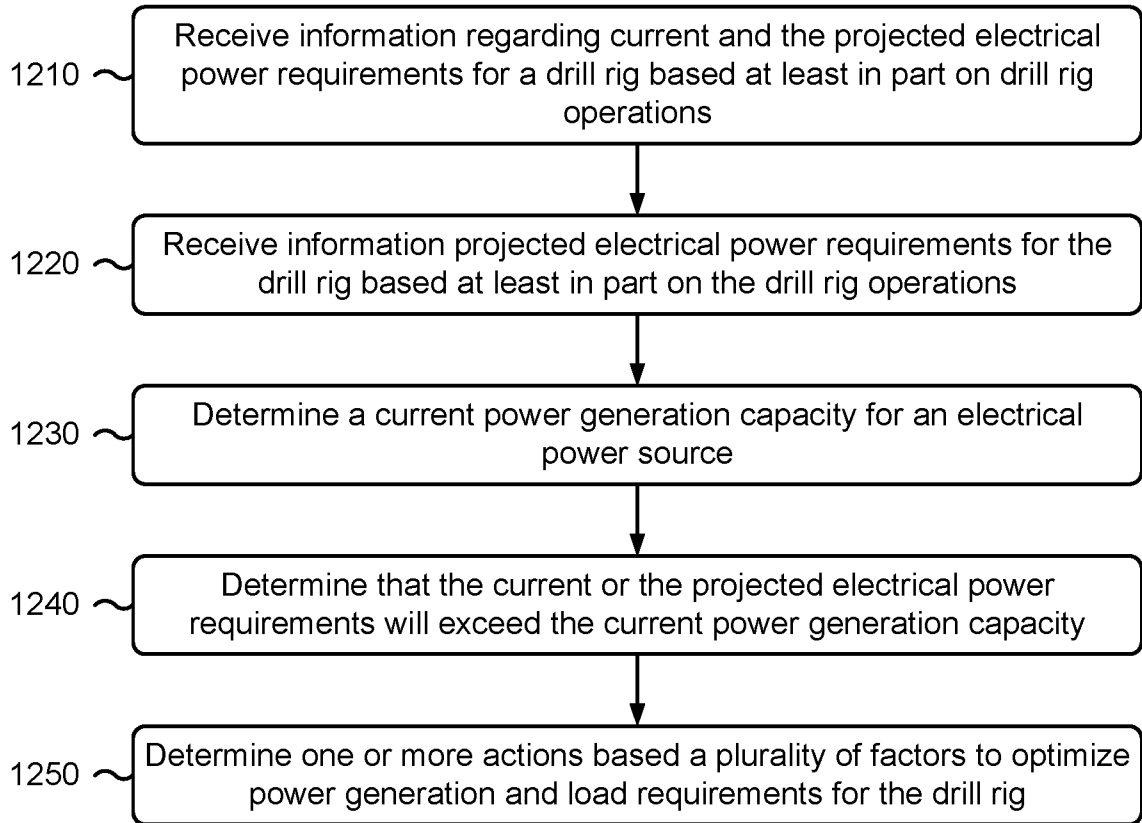 Receive information regarding current and the projected electrical
1210 power requirements for a drill rig based at least in part on drill rig
operations
Receive information projected electrical power requirements for the
1220 drill rig based at least in part on the drill rig operations
Determine a current power generation capacity for an electrical
1230 power source
Determine that the current or the projected electrical power
1240 requirements will exceed the current power generation capacity
Determine one or more actions based a plurality of factors to optimize
1250 power generation and load requirements for the drill rig